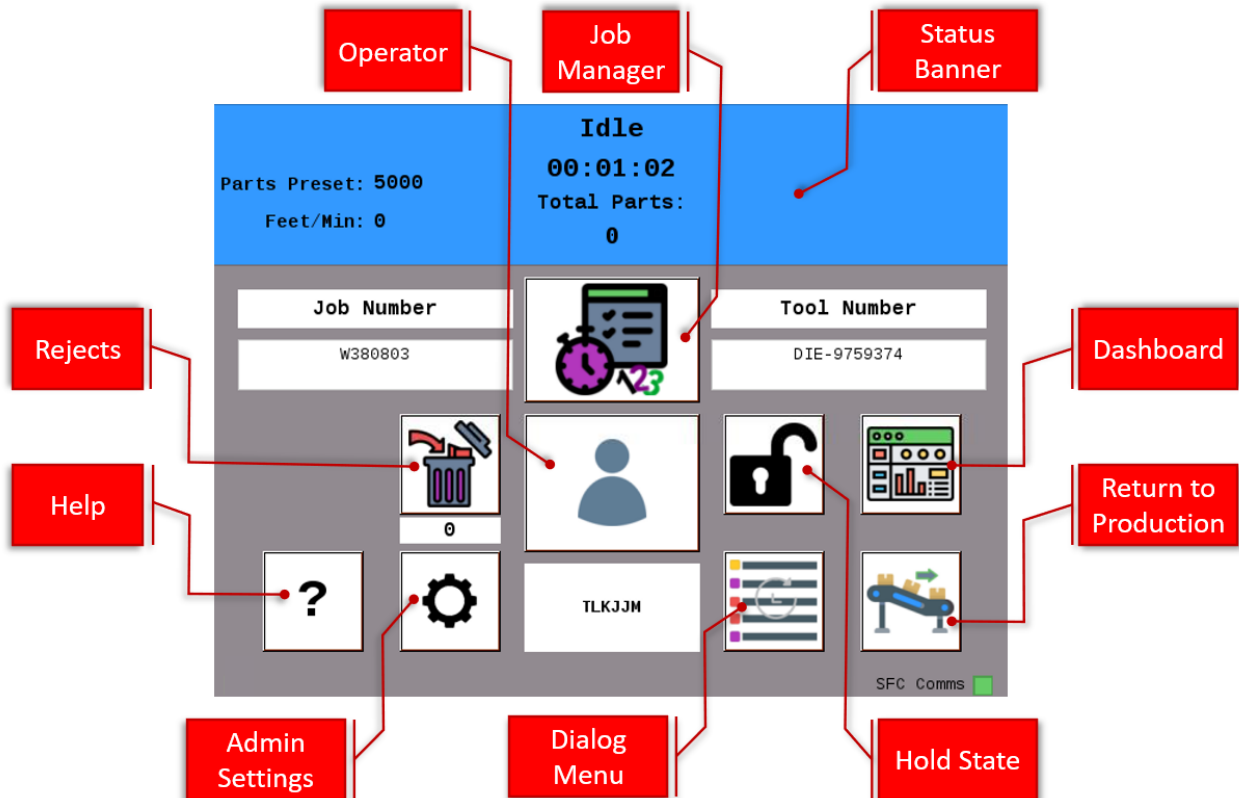 Operator
Job
Manager
Status
Banner
Idle
00:01:02
Parts Preset: 5000
Total Parts:
Feet/Min: 0
0
Job Number
Tool Number
W380803
DIE-9759374
123
Rejects
Dashboard
Help
Return to
Production
0
?
TLKJJM
SFC Comms
Admin
Settings
Dialog
Menu
Hold State